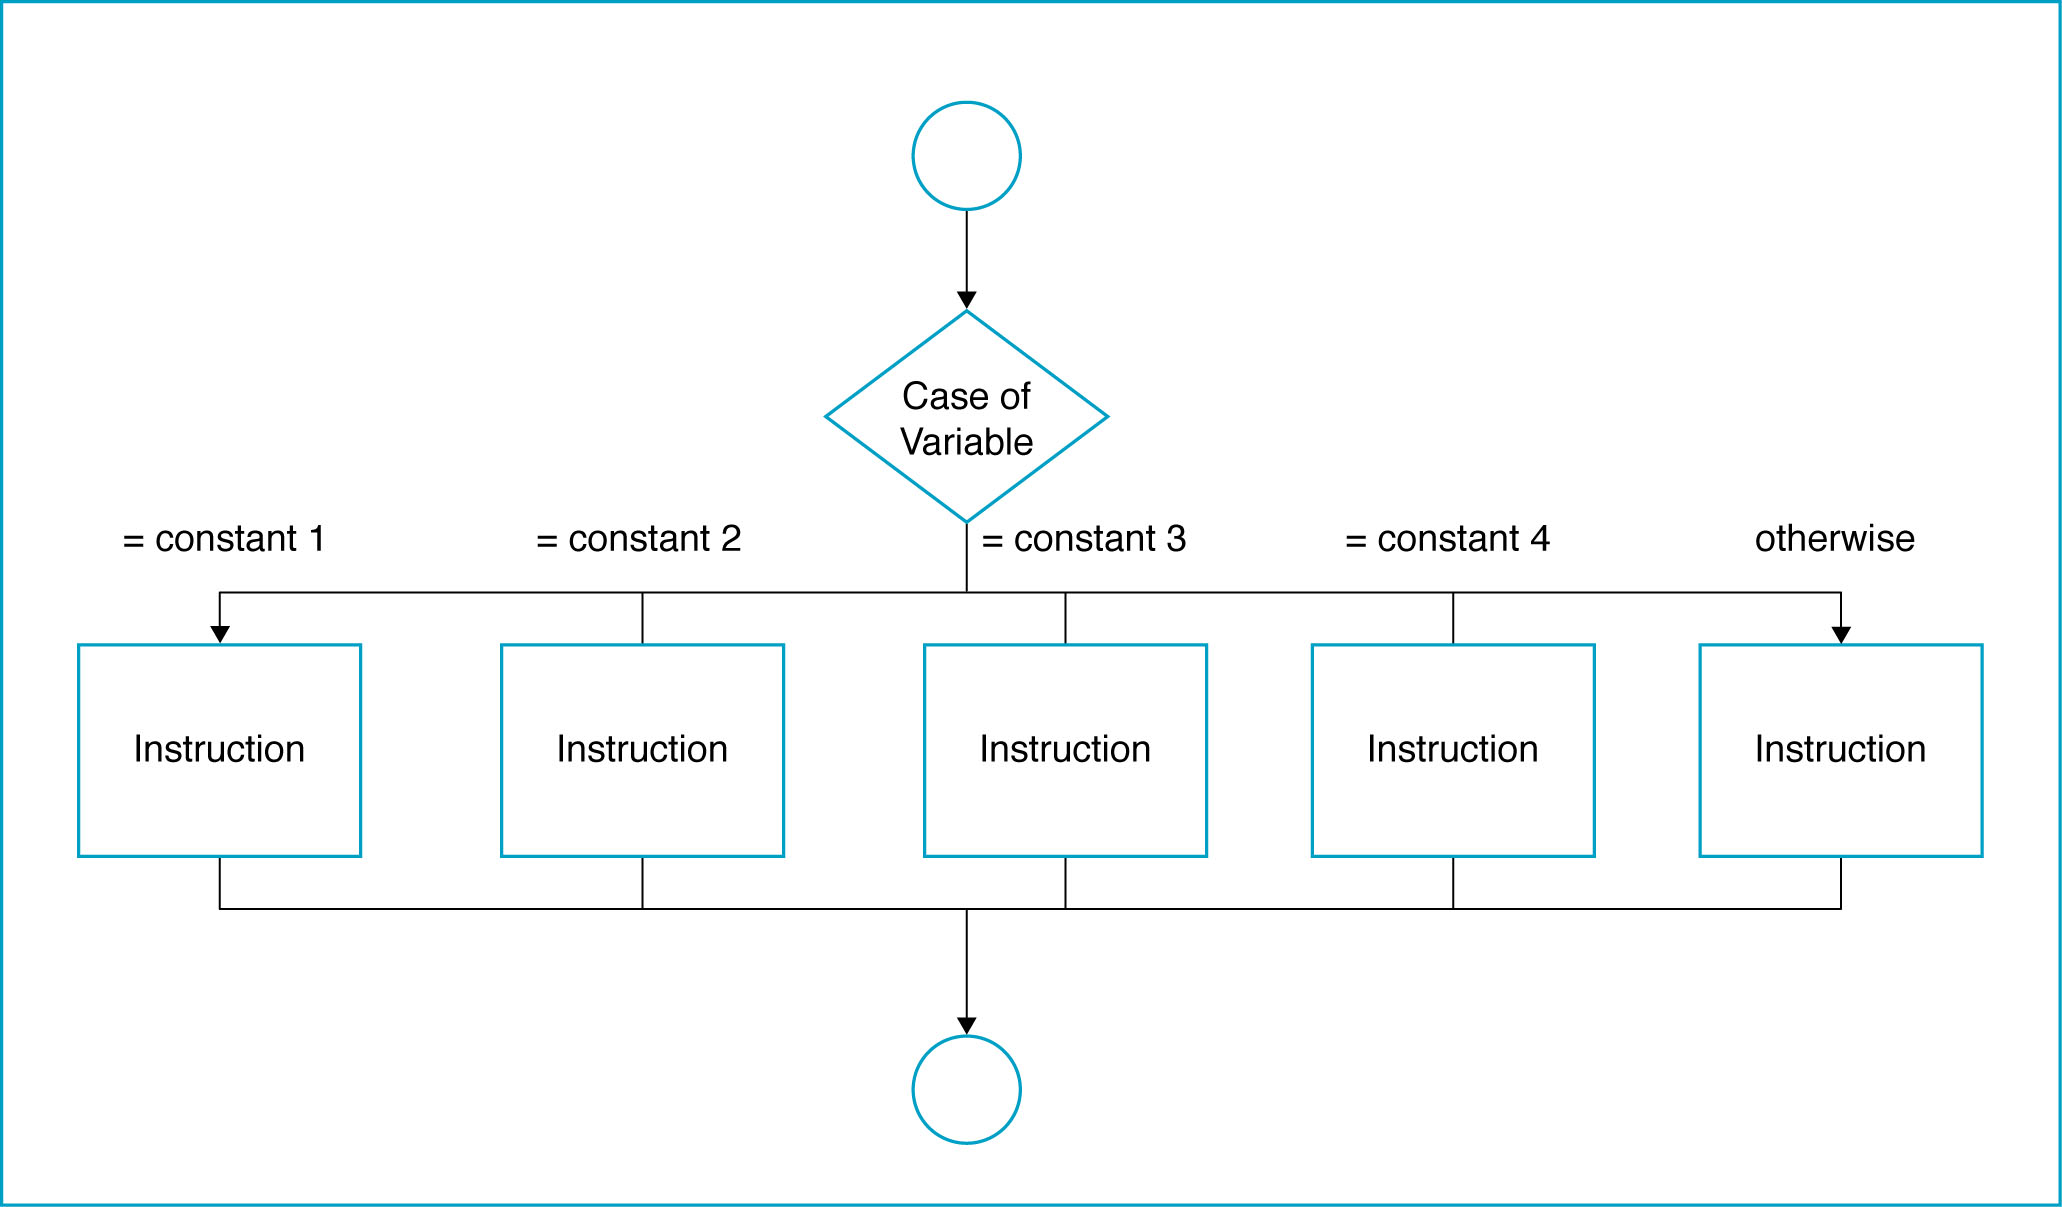 Case of
Variable
= constant 1
= constant 2
= constant 3
= constant 4
otherwise
Instruction
Instruction
Instruction
Instruction
Instruction